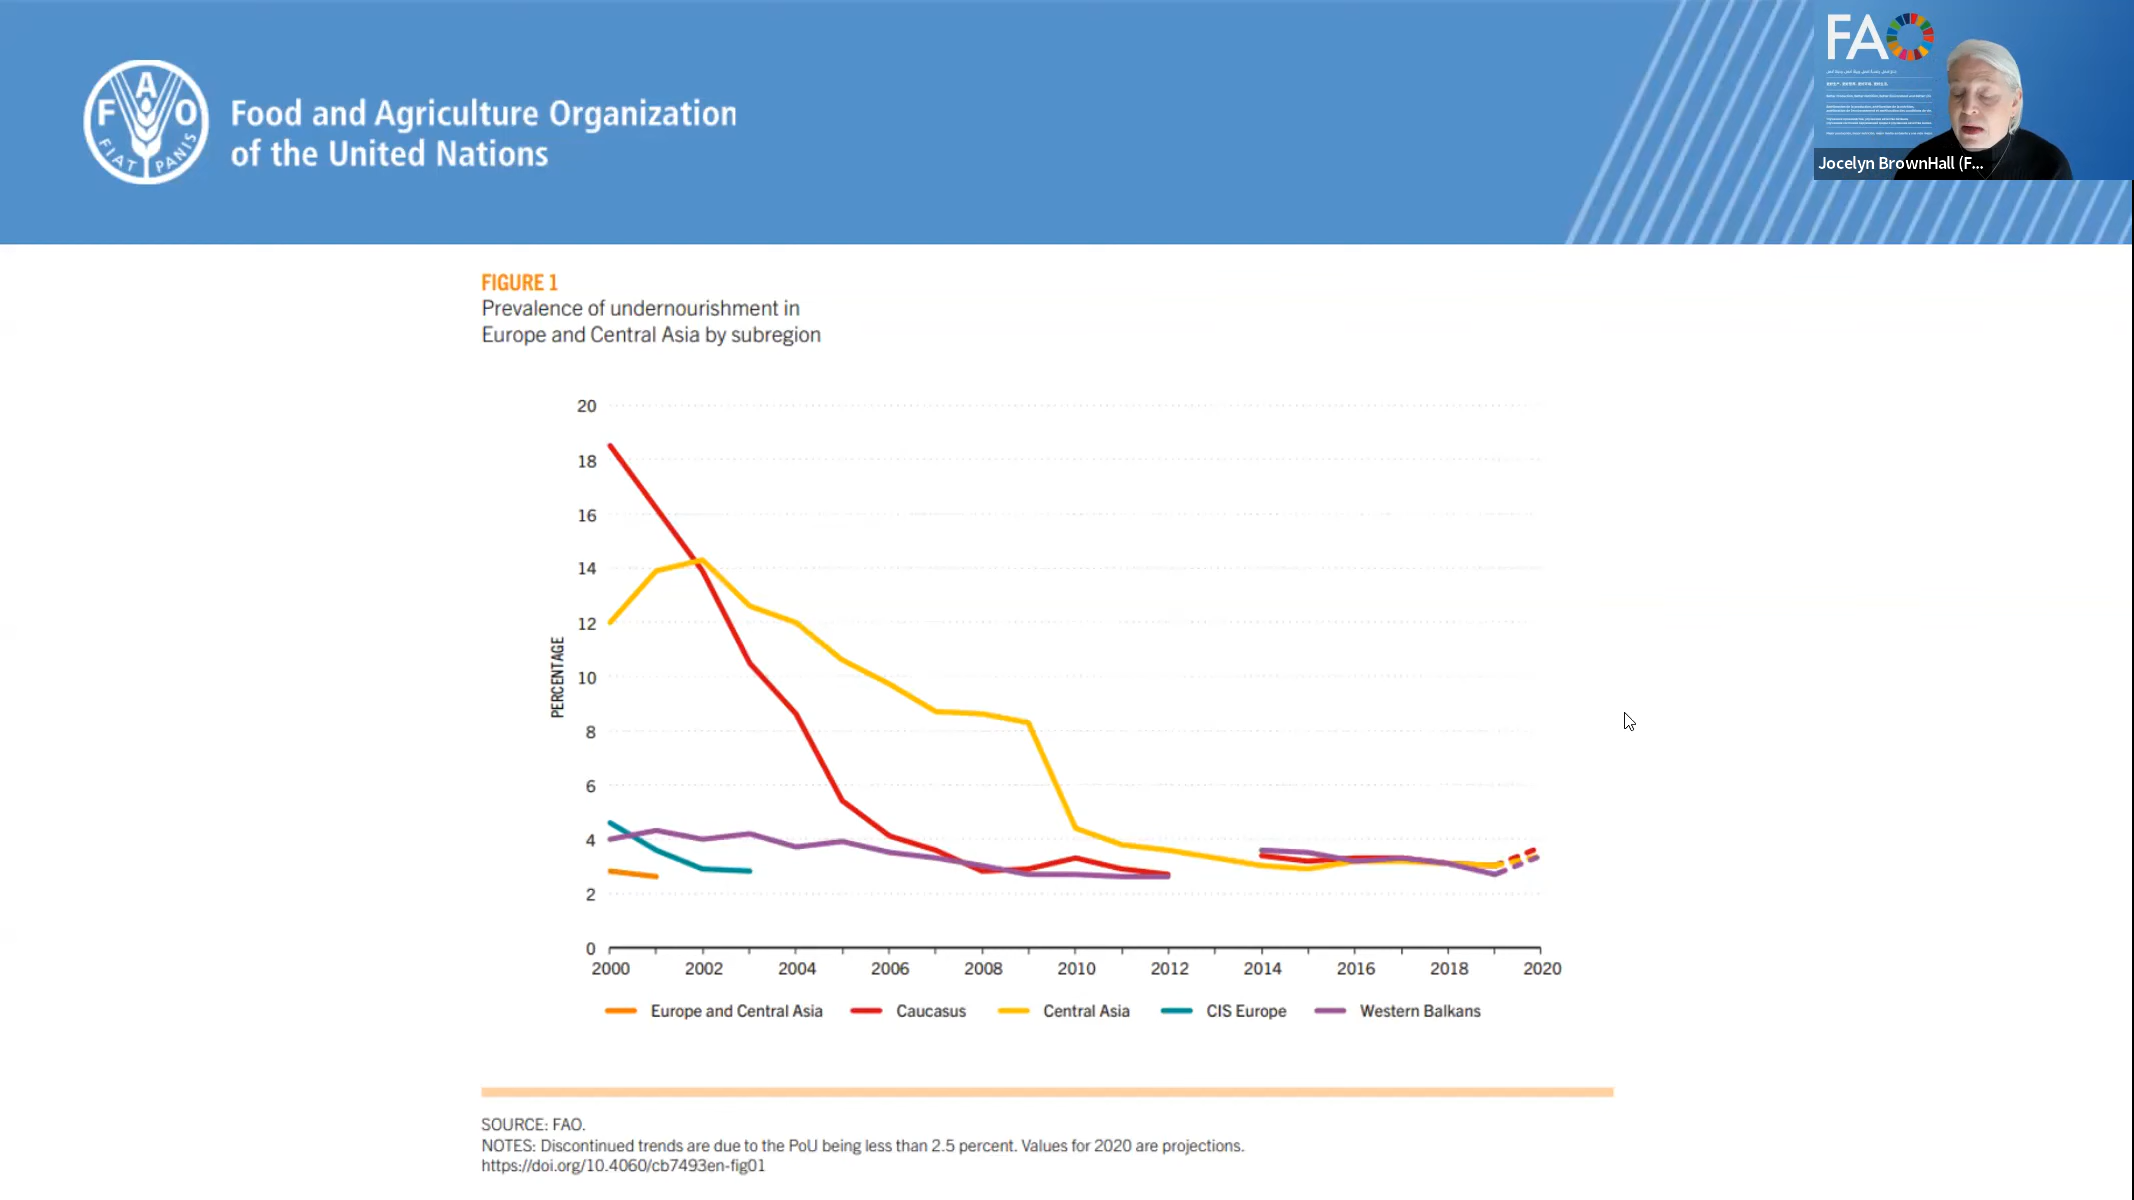 FAO
FIAT PANIS
Food and Agriculture Organization
of the United Nations
FAO
Jocelyn BrownHall (F...
FIGURE 1
Prevalence of undernourishment in
Europe and Central Asia by subregion
PERCENTAGE
20
18
16
14
12
10
8
6
4
2
0
2000 2002 2004 2006 2008 2010 2012 2014 2016 2018 2020
Europe and Central Asia Caucasus Central Asia CIS Europe Western Balkans
SOURCE: FAO.
NOTES: Discontinued trends are due to the PoU being less than 2.5 percent. Values for 2020 are projections.
https://doi.org/10.4060/cb7493en-fig01